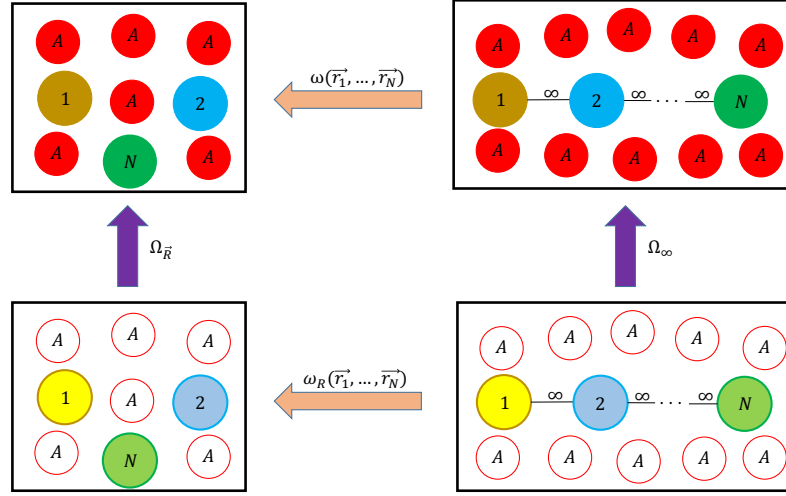 A A A
1 A 2
A N A
ω(r₁⃗, ..., r_N⃗)
A A A A A
1 ∞ 2 ∞ ... ∞ N
A A A A A
Ω_R⃗
Ω_∞
A A A
1 A 2
A N A
ω_R(r₁⃗, ..., r_N⃗)
A A A A A
1 ∞ 2 ∞ ... ∞ N
A A A A A